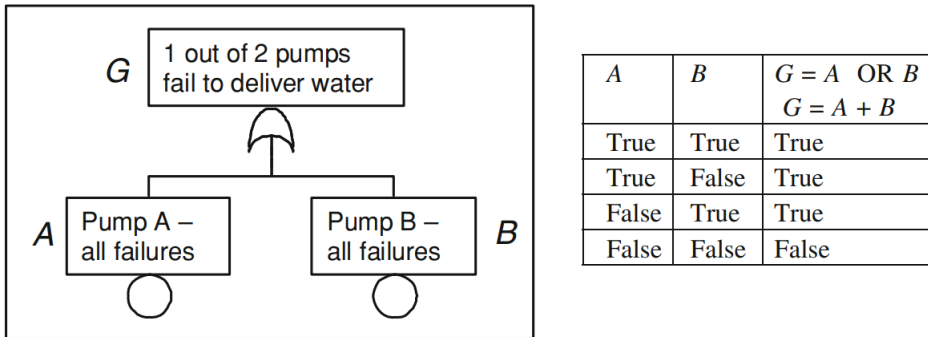 G
1 out of 2 pumps
fail to deliver water
A
Pump A –
all failures
Pump B –
all failures
B
A B G = A OR B
G = A + B
True True True
True False True
False True True
False False False